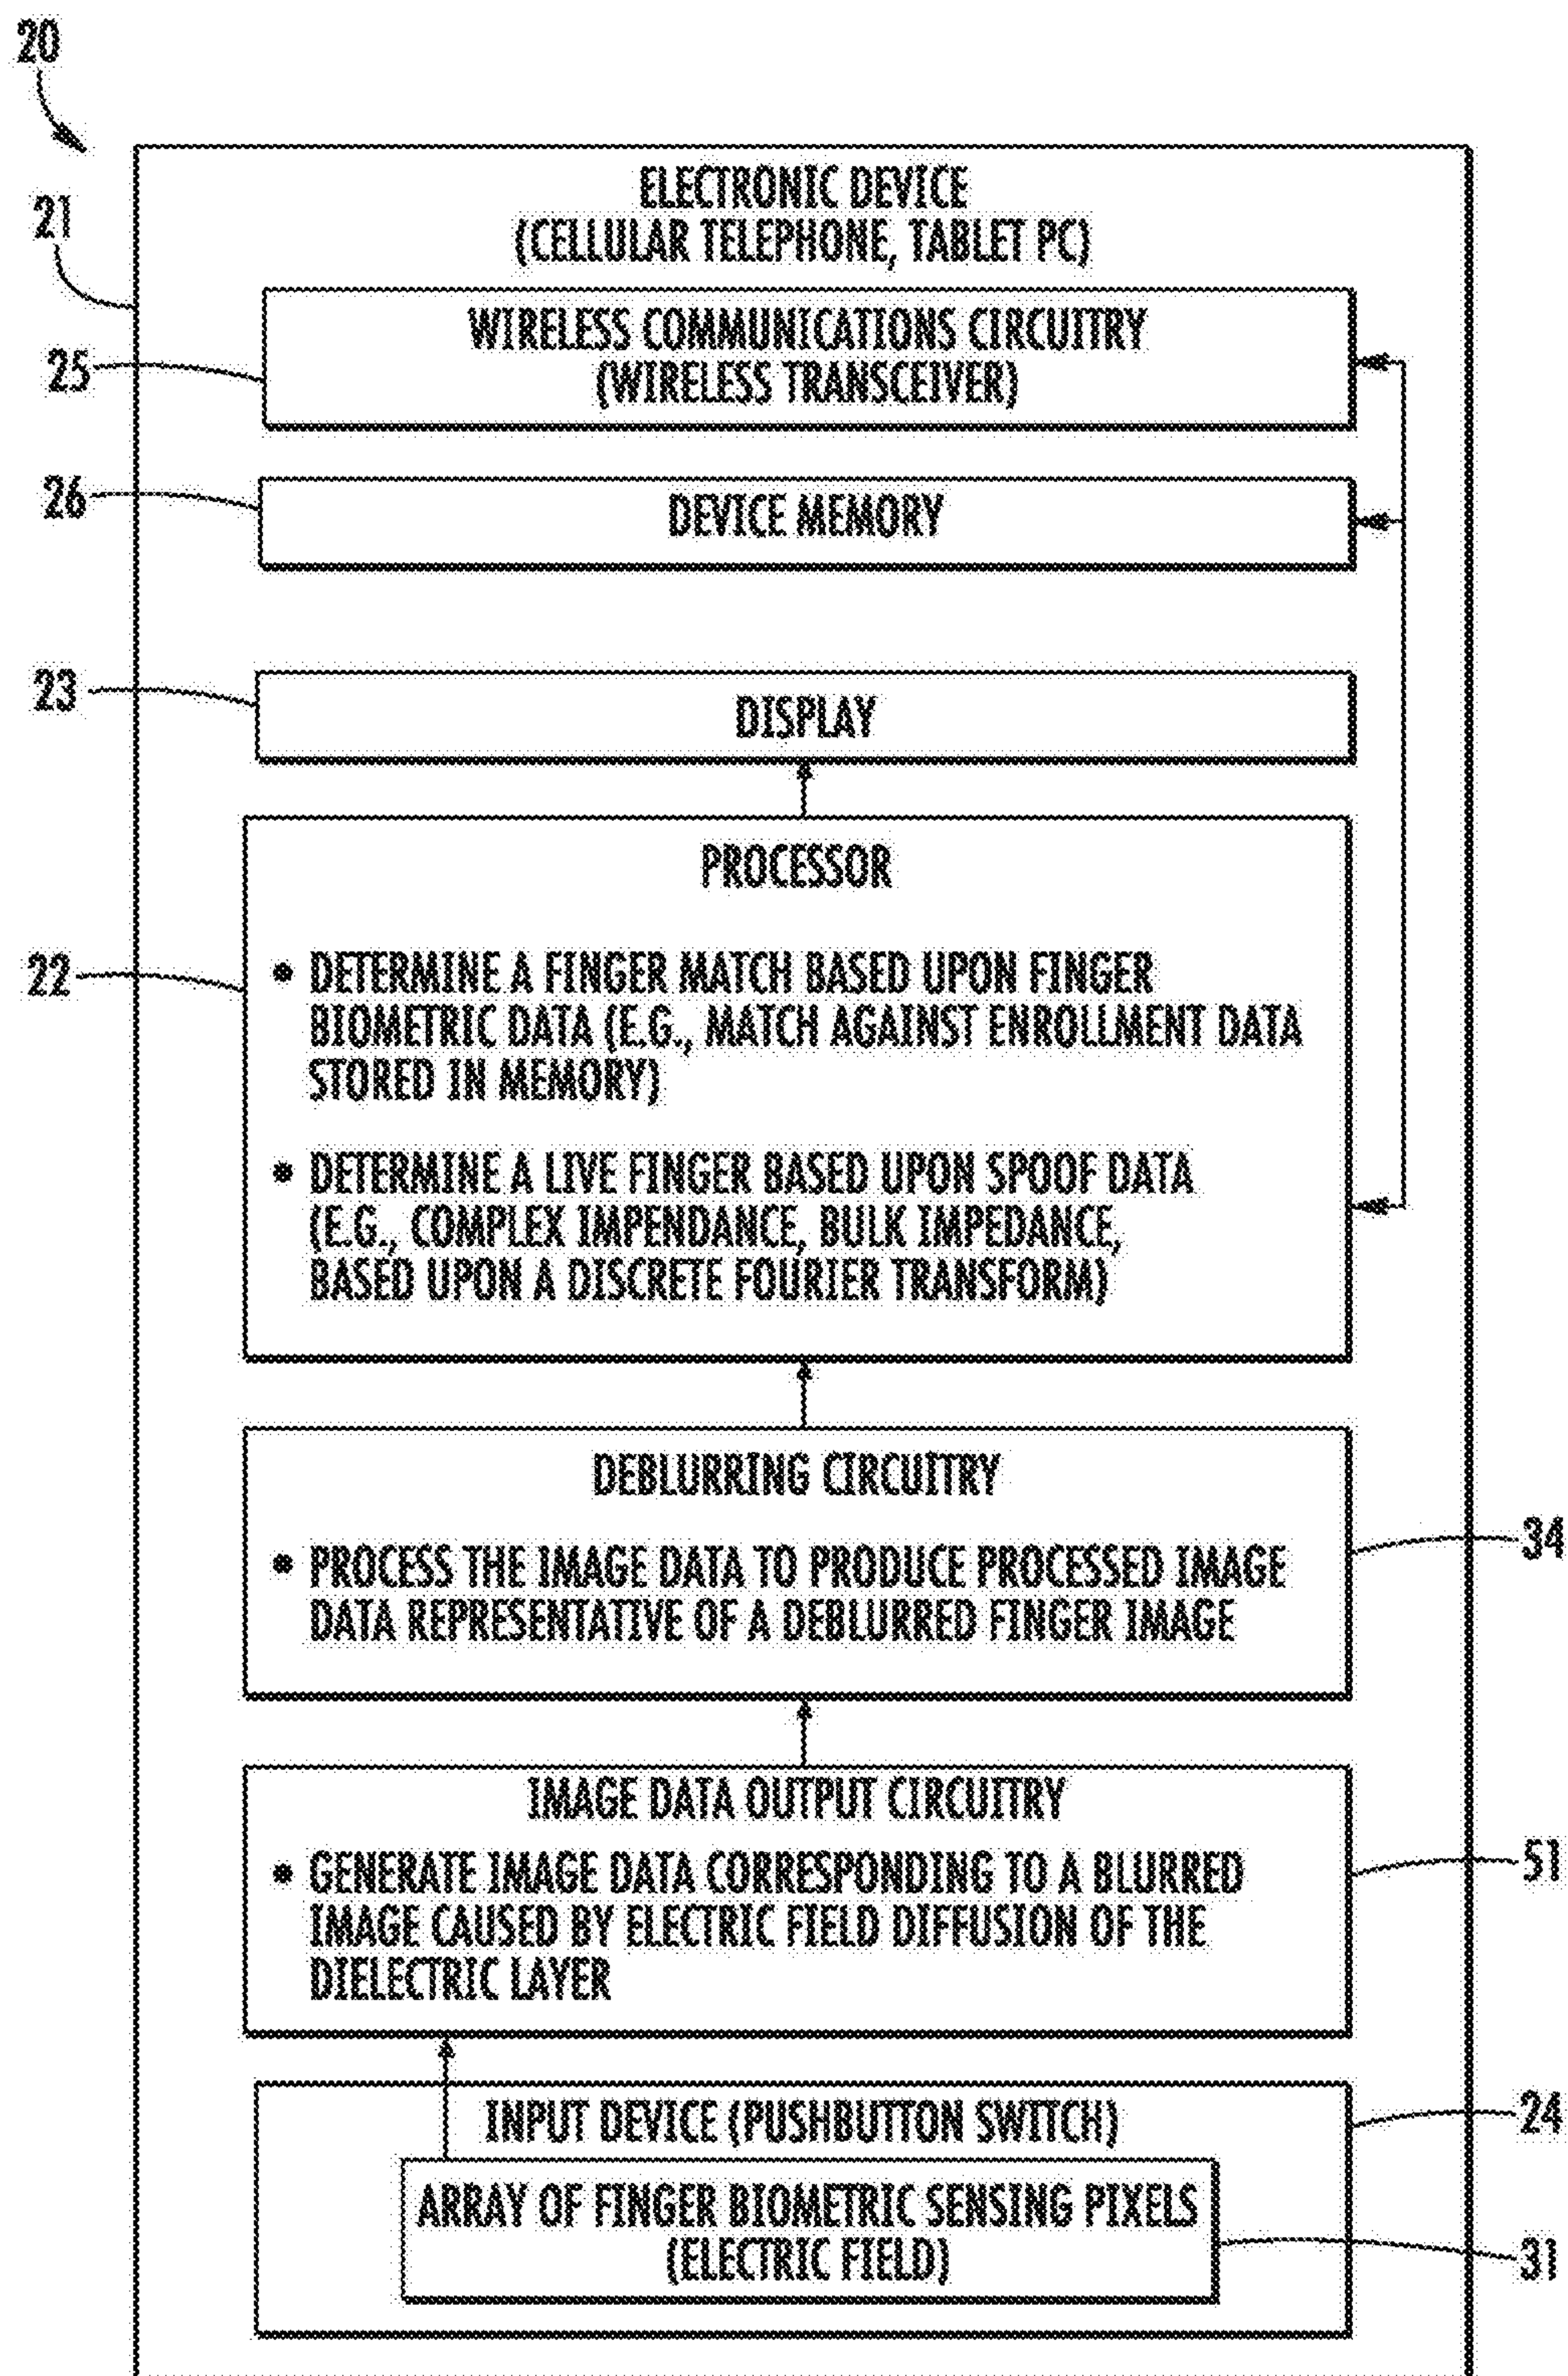 20
21
ELECTRONIC DEVICE
(CELLULAR TELEPHONE, TABLET PC)
25
WIRELESS COMMUNICATIONS CIRCUITRY
(WIRELESS TRANSCEIVER)
26
DEVICE MEMORY
23
DISPLAY
22
PROCESSOR
• DETERMINE A FINGER MATCH BASED UPON FINGER
BIOMETRIC DATA (E.G., MATCH AGAINST ENROLLMENT DATA
STORED IN MEMORY)
• DETERMINE A LIVE FINGER BASED UPON SPOOF DATA
(E.G., COMPLEX IMPENDANCE, BULK IMPEDANCE,
BASED UPON A DISCRETE FOURIER TRANSFORM)
DEBLURRING CIRCUITRY
34
• PROCESS THE IMAGE DATA TO PRODUCE PROCESSED IMAGE
DATA REPRESENTATIVE OF A DEBLURRED FINGER IMAGE
IMAGE DATA OUTPUT CIRCUITRY
51
• GENERATE IMAGE DATA CORRESPONDING TO A BLURRED
IMAGE CAUSED BY ELECTRIC FIELD DIFFUSION OF THE
DIELECTRIC LAYER
24
INPUT DEVICE (PUSHBUTTON SWITCH)
ARRAY OF FINGER BIOMETRIC SENSING PIXELS
(ELECTRIC FIELD)
31